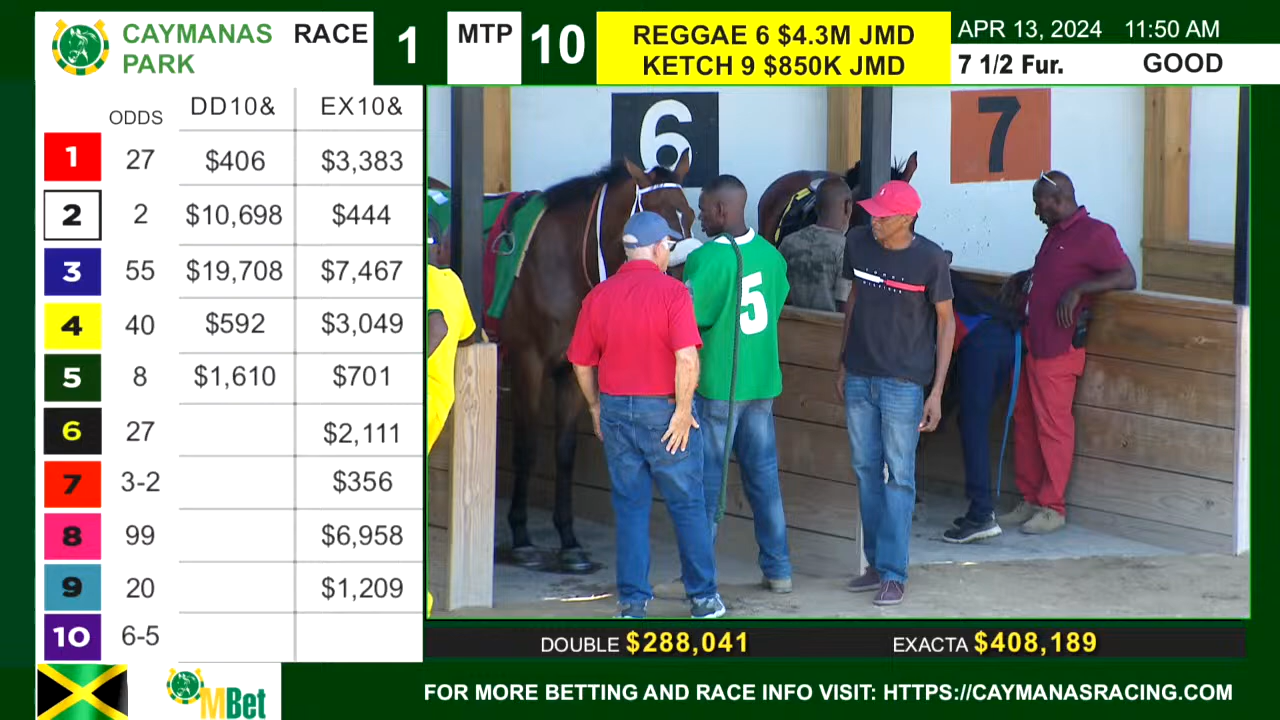 CAYMANAS PARK
RACE 1
MTP 10
REGGAE 6 $4.3M JMD
KETCH 9 $850K JMD
APR 13, 2024 11:50 AM
7 1/2 Fur. GOOD
ODDS DD10& EX10&
1 27 $406 $3,383
2 2 $10,698 $444
3 55 $19,708 $7,467
4 40 $592 $3,049
5 8 $1,610 $701
6 27 $2,111
7 3-2 $356
8 99 $6,958
9 20 $1,209
10 6-5
6
7
5
DOUBLE $288,041 EXACTA $408,189
MBet
FOR MORE BETTING AND RACE INFO VISIT: HTTPS://CAYMANASRACING.COM